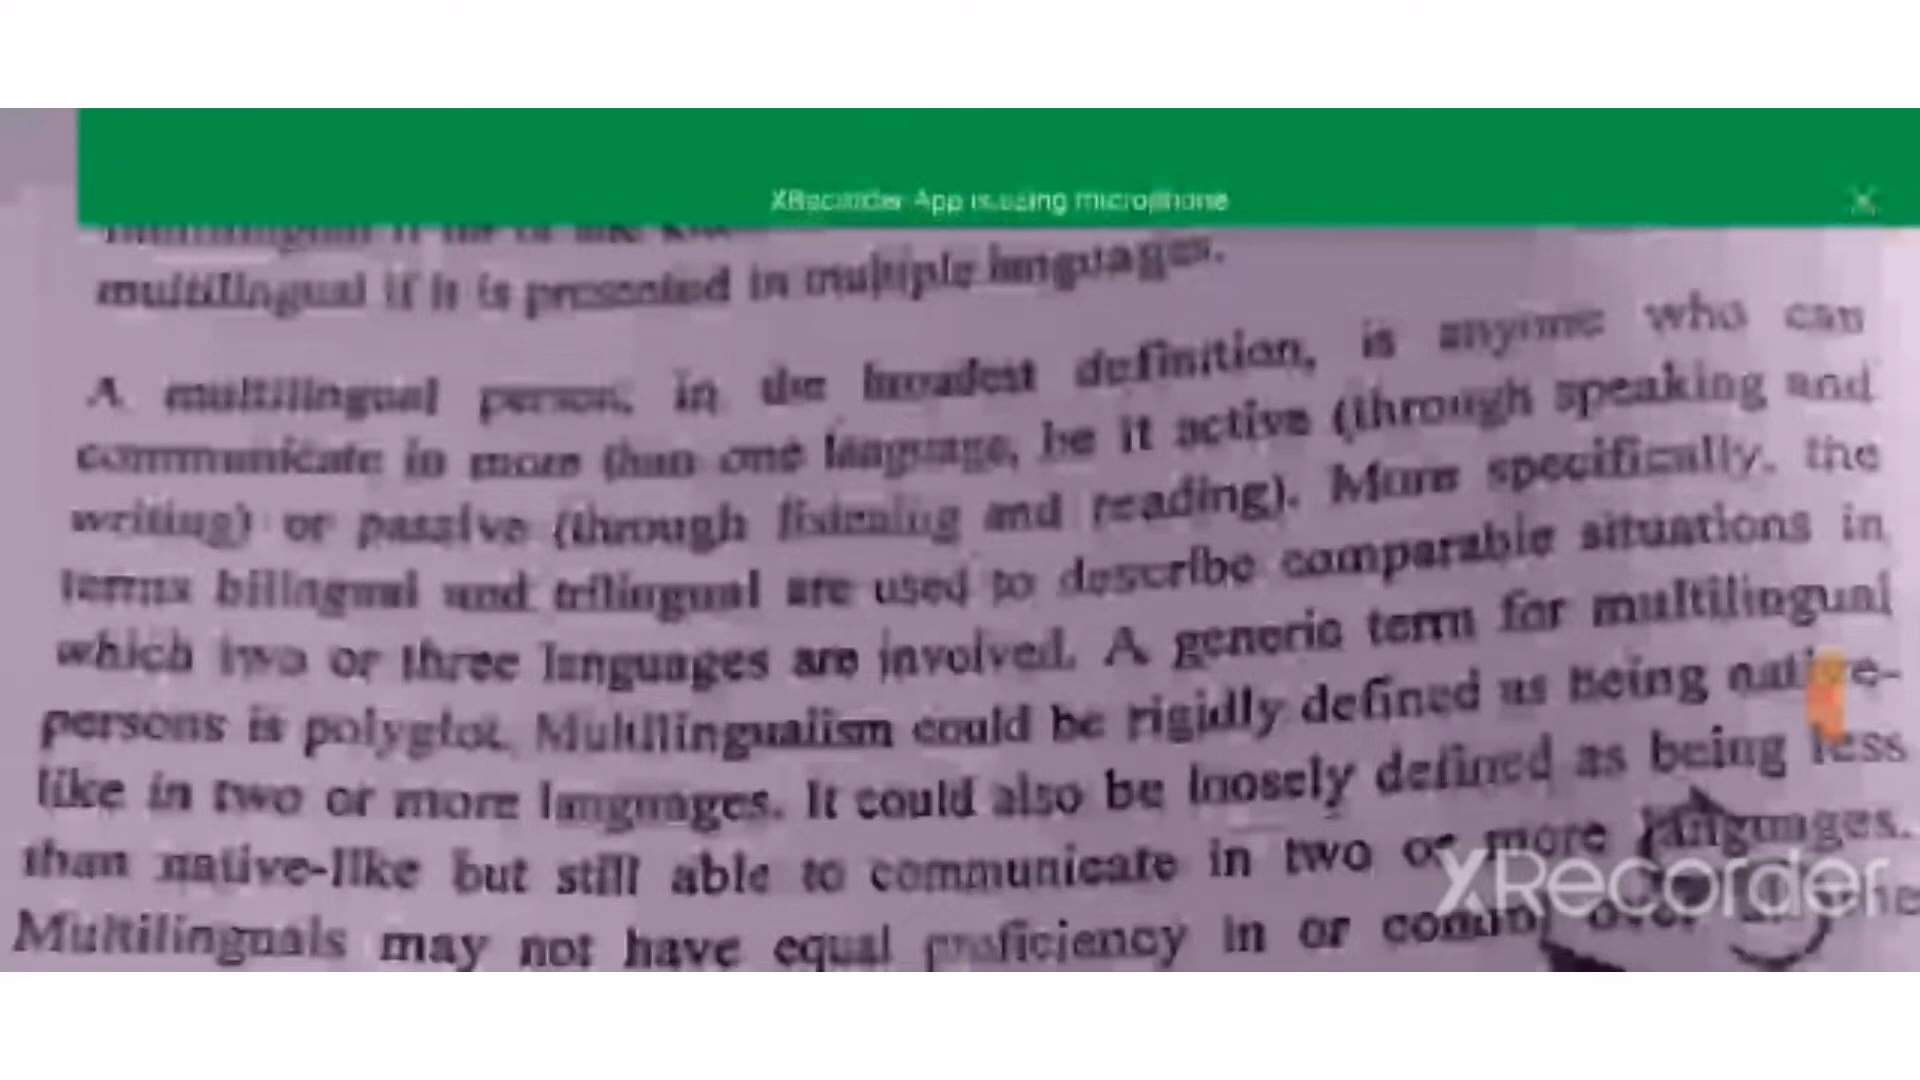 XRecorder App is using microphone
multilingual if it is presented in multiple languages.
A multilingual person, in the broadest definition, is anyone who can
communicate in more than one language, be it active (through speaking and
writing) or passive (through listening and reading). More specifically, the
terms bilingual and trilingual are used to describe comparable situations in
which two or three languages are involved. A generic term for multilingual
persons is polyglot. Multilingualism could be rigidly defined as being native-
like in two or more languages. It could also be loosely defined as being less
than native-like but still able to communicate in two or more languages.
Multilinguals may not have equal proficiency in or control over all the
XRecorder